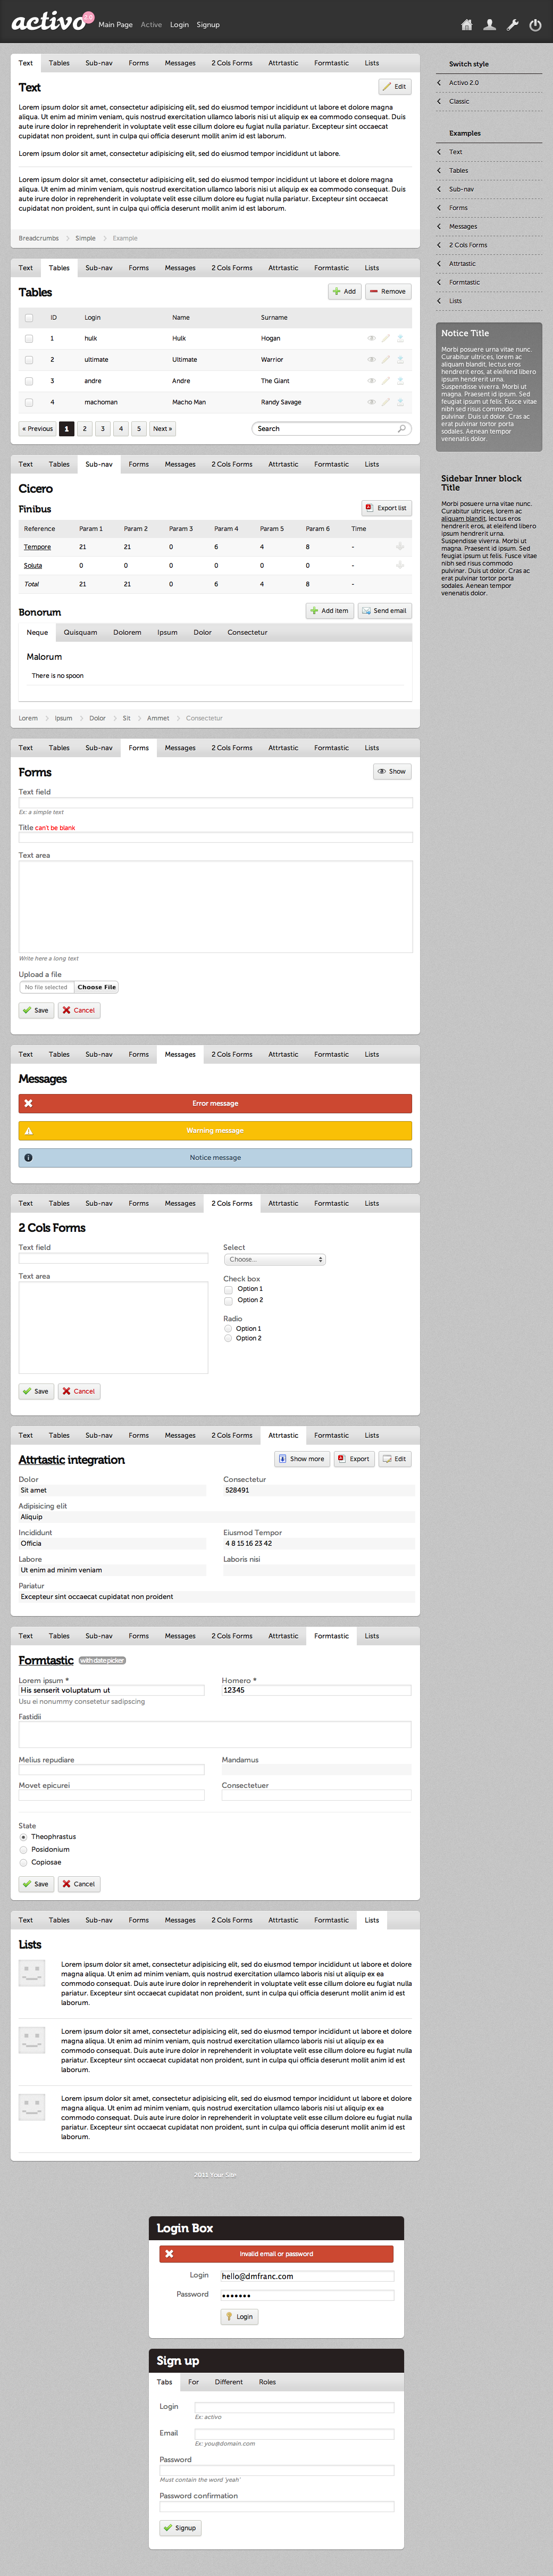 activo 2.0 Main Page Active Login Signup
Text Tables Sub-nav Forms Messages 2 Cols Forms Attrtastic Formtastic Lists
Text Edit
Lorem ipsum dolor sit amet, consectetur adipisicing elit, sed do eiusmod tempor incididunt ut labore et dolore magna
aliqua. Ut enim ad minim veniam, quis nostrud exercitation ullamco laboris nisi ut aliquip ex ea commodo consequat. Duis
aute irure dolor in reprehenderit in voluptate velit esse cillum dolore eu fugiat nulla pariatur. Excepteur sint occaecat
cupidatat non proident, sunt in culpa qui officia deserunt mollit anim id est laborum.
Lorem ipsum dolor sit amet, consectetur adipisicing elit, sed do eiusmod tempor incididunt ut labore.
Lorem ipsum dolor sit amet, consectetur adipisicing elit, sed do eiusmod tempor incididunt ut labore et dolore magna
aliqua. Ut enim ad minim veniam, quis nostrud exercitation ullamco laboris nisi ut aliquip ex ea commodo consequat. Duis
aute irure dolor in reprehenderit in voluptate velit esse cillum dolore eu fugiat nulla pariatur. Excepteur sint occaecat
cupidatat non proident, sunt in culpa qui officia deserunt mollit anim id est laborum.
Breadcrumbs Simple Example
Text Tables Sub-nav Forms Messages 2 Cols Forms Attrtastic Formtastic Lists
Tables Add Remove
ID Login Name Surname
1 hulk Hulk Hogan
2 ultimate Ultimate Warrior
3 andre Andre The Giant
4 machoman Macho Man Randy Savage
« Previous 1 2 3 4 5 Next » Search
Text Tables Sub-nav Forms Messages 2 Cols Forms Attrtastic Formtastic Lists
Cicero
Finibus Export list
Reference Param 1 Param 2 Param 3 Param 4 Param 5 Param 6 Time
Tempore 21 21 0 6 4 8 -
Soluta 0 0 0 0 0 0 -
Total 21 21 0 6 4 8 -
Bonorum Add item Send email
Neque Quisquam Dolorem Ipsum Dolor Consectetur
Malorum
There is no spoon
Lorem Ipsum Dolor Sit Ammet Consectetur
Text Tables Sub-nav Forms Messages 2 Cols Forms Attrtastic Formtastic Lists
Forms Show
Text field
Ex: a simple text
Title can't be blank
Text area
Write here a long text
Upload a file
No file selected Choose File
Save Cancel
Text Tables Sub-nav Forms Messages 2 Cols Forms Attrtastic Formtastic Lists
Messages
Error message
Warning message
Notice message
Text Tables Sub-nav Forms Messages 2 Cols Forms Attrtastic Formtastic Lists
2 Cols Forms
Text field Select
Choose...
Text area Check box
Option 1
Option 2
Radio
Option 1
Option 2
Save Cancel
Text Tables Sub-nav Forms Messages 2 Cols Forms Attrtastic Formtastic Lists
Attrtastic integration Show more Export Edit
Dolor Consectetur
Sit amet 528491
Adipisicing elit
Aliquip
Incididunt Eiusmod Tempor
Officia 4 8 15 16 23 42
Labore Laboris nisi
Ut enim ad minim veniam
Pariatur
Excepteur sint occaecat cupidatat non proident
Text Tables Sub-nav Forms Messages 2 Cols Forms Attrtastic Formtastic Lists
Formtastic with date picker
Lorem ipsum * Homero *
His senserit voluptatum ut 12345
Usu ei nonummy consetetur sadipscing
Fastidii
Melius repudiare Mandamus
Movet epicurei Consectetuer
State
Theophrastus
Posidonium
Copiosae
Save Cancel
Text Tables Sub-nav Forms Messages 2 Cols Forms Attrtastic Formtastic Lists
Lists
Lorem ipsum dolor sit amet, consectetur adipisicing elit, sed do eiusmod tempor incididunt ut labore et dolore
magna aliqua. Ut enim ad minim veniam, quis nostrud exercitation ullamco laboris nisi ut aliquip ex ea
commodo consequat. Duis aute irure dolor in reprehenderit in voluptate velit esse cillum dolore eu fugiat nulla
pariatur. Excepteur sint occaecat cupidatat non proident, sunt in culpa qui officia deserunt mollit anim id est
laborum.
Lorem ipsum dolor sit amet, consectetur adipisicing elit, sed do eiusmod tempor incididunt ut labore et dolore
magna aliqua. Ut enim ad minim veniam, quis nostrud exercitation ullamco laboris nisi ut aliquip ex ea
commodo consequat. Duis aute irure dolor in reprehenderit in voluptate velit esse cillum dolore eu fugiat nulla
pariatur. Excepteur sint occaecat cupidatat non proident, sunt in culpa qui officia deserunt mollit anim id est
laborum.
Lorem ipsum dolor sit amet, consectetur adipisicing elit, sed do eiusmod tempor incididunt ut labore et dolore
magna aliqua. Ut enim ad minim veniam, quis nostrud exercitation ullamco laboris nisi ut aliquip ex ea
commodo consequat. Duis aute irure dolor in reprehenderit in voluptate velit esse cillum dolore eu fugiat nulla
pariatur. Excepteur sint occaecat cupidatat non proident, sunt in culpa qui officia deserunt mollit anim id est
laborum.
2011 Your Site
Switch style
Activo 2.0
Classic
Examples
Text
Tables
Sub-nav
Forms
Messages
2 Cols Forms
Attrtastic
Formtastic
Lists
Notice Title
Morbi posuere urna vitae nunc.
Curabitur ultrices, lorem ac
aliquam blandit, lectus eros
hendrerit eros, at eleifend libero
ipsum hendrerit urna.
Suspendisse viverra. Morbi ut
magna. Praesent id ipsum. Sed
feugiat ipsum ut felis. Fusce vitae
nibh sed risus commodo
pulvinar. Duis ut dolor. Cras ac
erat pulvinar tortor porta
sodales. Aenean tempor
venenatis dolor.
Sidebar Inner block
Title
Morbi posuere urna vitae nunc.
Curabitur ultrices, lorem ac
aliquam blandit, lectus eros
hendrerit eros, at eleifend libero
ipsum hendrerit urna.
Suspendisse viverra. Morbi ut
magna. Praesent id ipsum. Sed
feugiat ipsum ut felis. Fusce vitae
nibh sed risus commodo
pulvinar. Duis ut dolor. Cras ac
erat pulvinar tortor porta
sodales. Aenean tempor
venenatis dolor.
Login Box
Invalid email or password
Login hello@dmfranc.com
Password •••••••
Login
Sign up
Tabs For Different Roles
Login
Ex: activo
Email
Ex: you@domain.com
Password
Must contain the word 'yeah'
Password confirmation
Signup